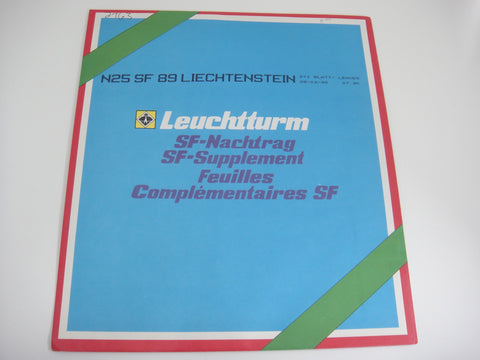 N25 SF 89 LIECHTENSTEIN
Leuchtturm
SF-Nachtrag
SF-Supplement
Feuilles
Complémentaires SF